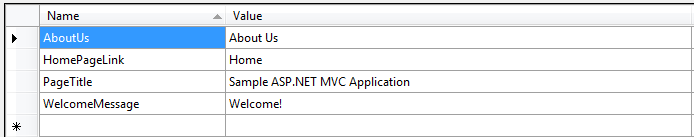 Name Value
AboutUs About Us
HomePageLink Home
PageTitle Sample ASP.NET MVC Application
WelcomeMessage Welcome!